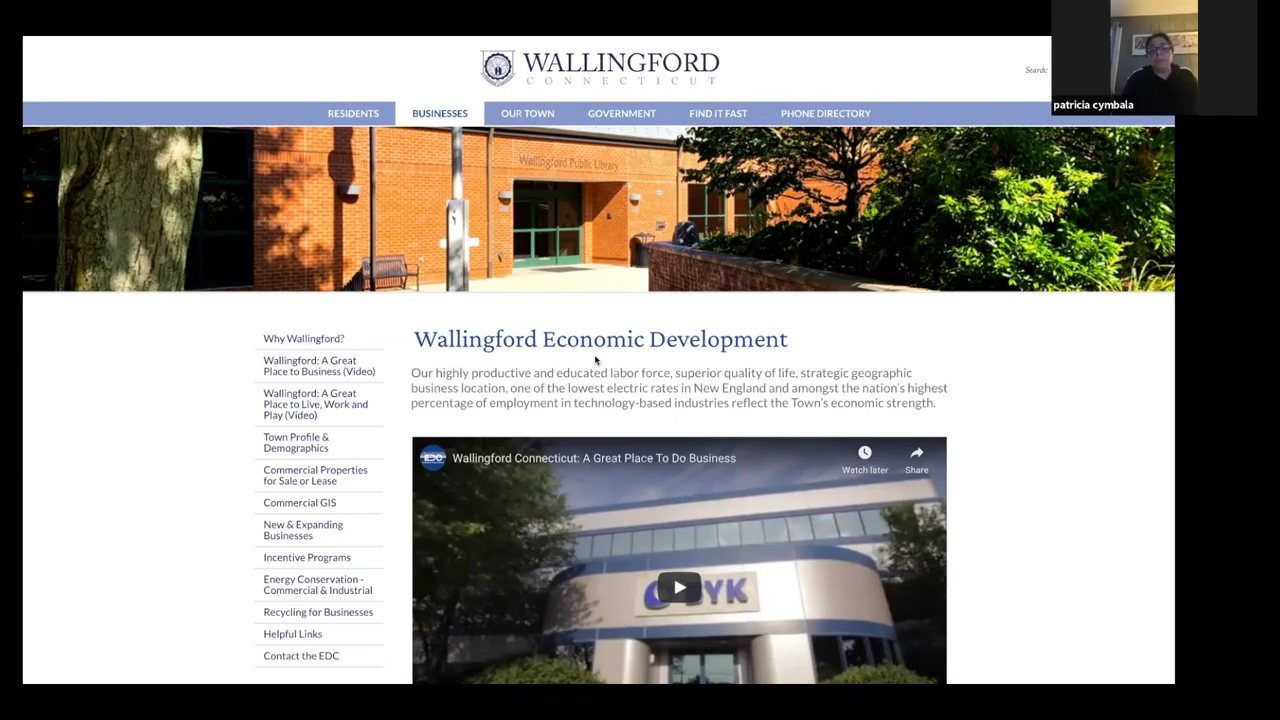 WALLINGFORD
CONNECTICUT
Search:
patricia cymbala
RESIDENTS
BUSINESSES
OUR TOWN
GOVERNMENT
FIND IT FAST
PHONE DIRECTORY
Wallingford Public Library
Why Wallingford?
Wallingford: A Great
Place to Business (Video)
Wallingford: A Great
Place to Live, Work and
Play (Video)
Town Profile &
Demographics
Commercial Properties
for Sale or Lease
Commercial GIS
New & Expanding
Businesses
Incentive Programs
Energy Conservation -
Commercial & Industrial
Recycling for Businesses
Helpful Links
Contact the EDC
Wallingford Economic Development
Our highly productive and educated labor force, superior quality of life, strategic geographic
business location, one of the lowest electric rates in New England and amongst the nation's highest
percentage of employment in technology-based industries reflect the Town's economic strength.
EDC
Wallingford Connecticut: A Great Place To Do Business
Watch later
Share
YK